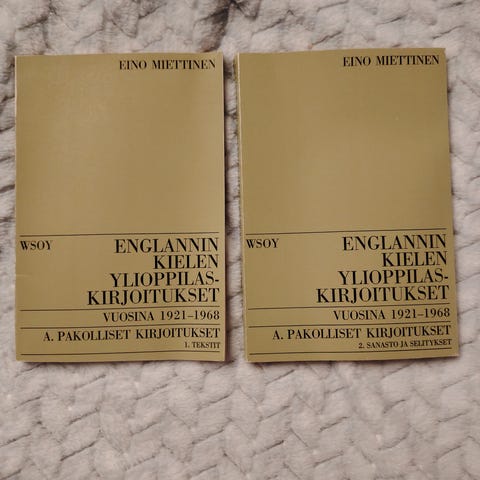 EINO MIETTINEN
WSOY
ENGLANNIN
KIELEN
YLIOPPILAS-
KIRJOITUKSET
VUOSINA 1921–1968
A. PAKOLLISET KIRJOITUKSET
1. TEKSTIT
EINO MIETTINEN
WSOY
ENGLANNIN
KIELEN
YLIOPPILAS-
KIRJOITUKSET
VUOSINA 1921–1968
A. PAKOLLISET KIRJOITUKSET
2. SANASTO JA SELITYKSET